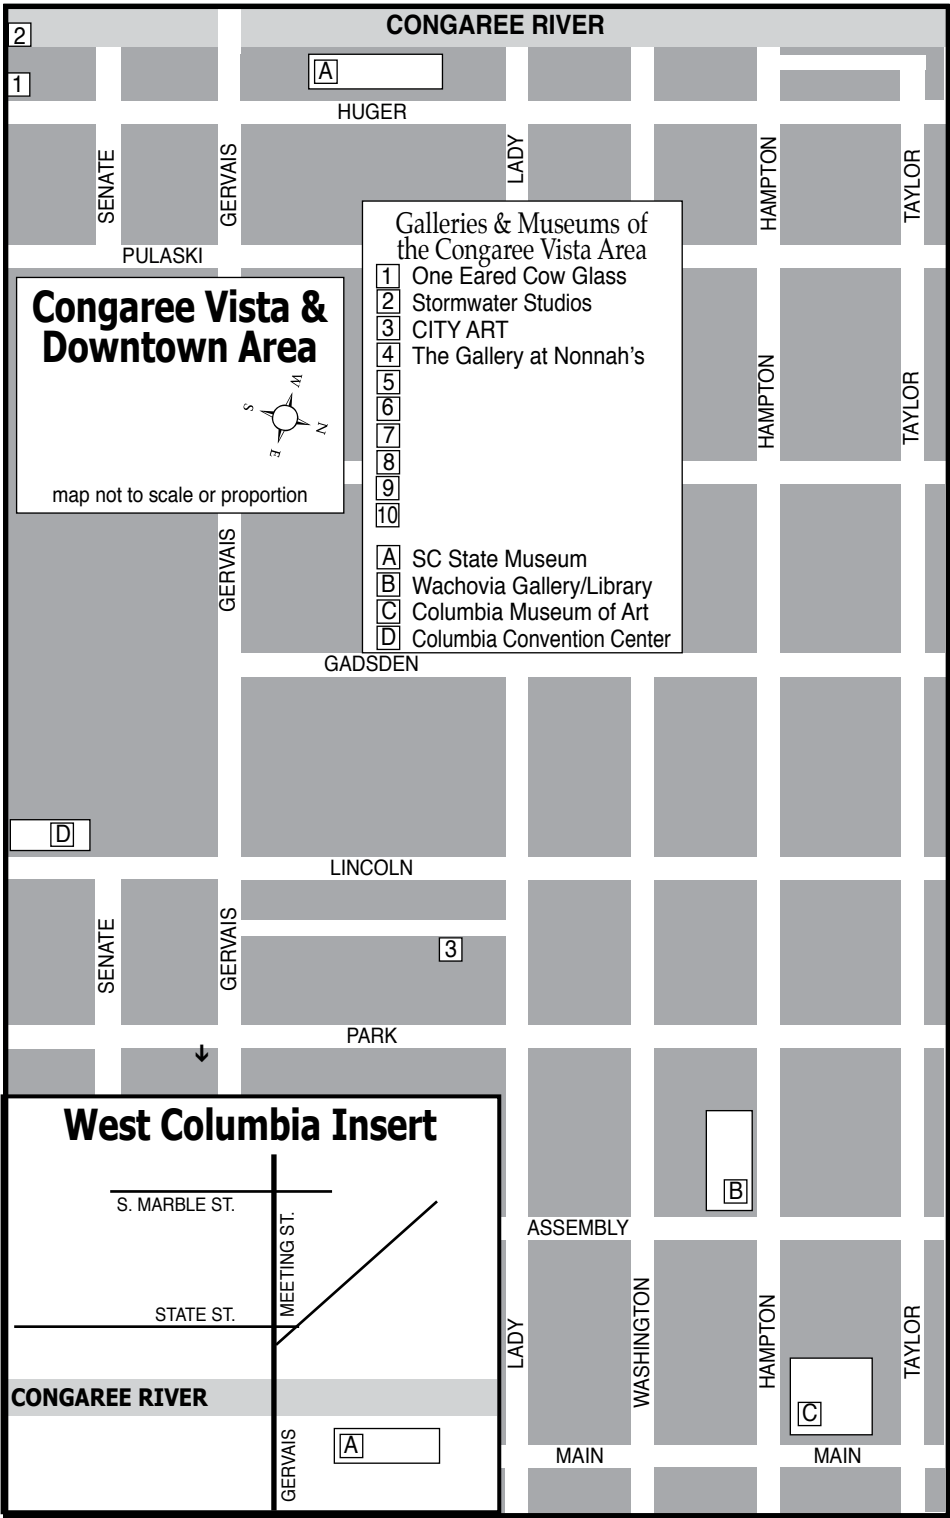 CONGAREE RIVER
2
1
A
HUGER
SENATE
GERVAIS
LADY
HAMPTON
TAYLOR
PULASKI
Galleries & Museums of
the Congaree Vista Area
1 One Eared Cow Glass
2 Stormwater Studios
3 CITY ART
4 The Gallery at Nonnah's
5
6
7
8
9
10
A SC State Museum
B Wachovia Gallery/Library
C Columbia Museum of Art
D Columbia Convention Center
Congaree Vista &
Downtown Area
W
S
N
E
map not to scale or proportion
HAMPTON
TAYLOR
GERVAIS
GADSDEN
D
LINCOLN
SENATE
GERVAIS
3
PARK
B
ASSEMBLY
LADY
WASHINGTON
HAMPTON
TAYLOR
C
MAIN
MAIN
West Columbia Insert
S. MARBLE ST.
MEETING ST.
STATE ST.
CONGAREE RIVER
GERVAIS
A